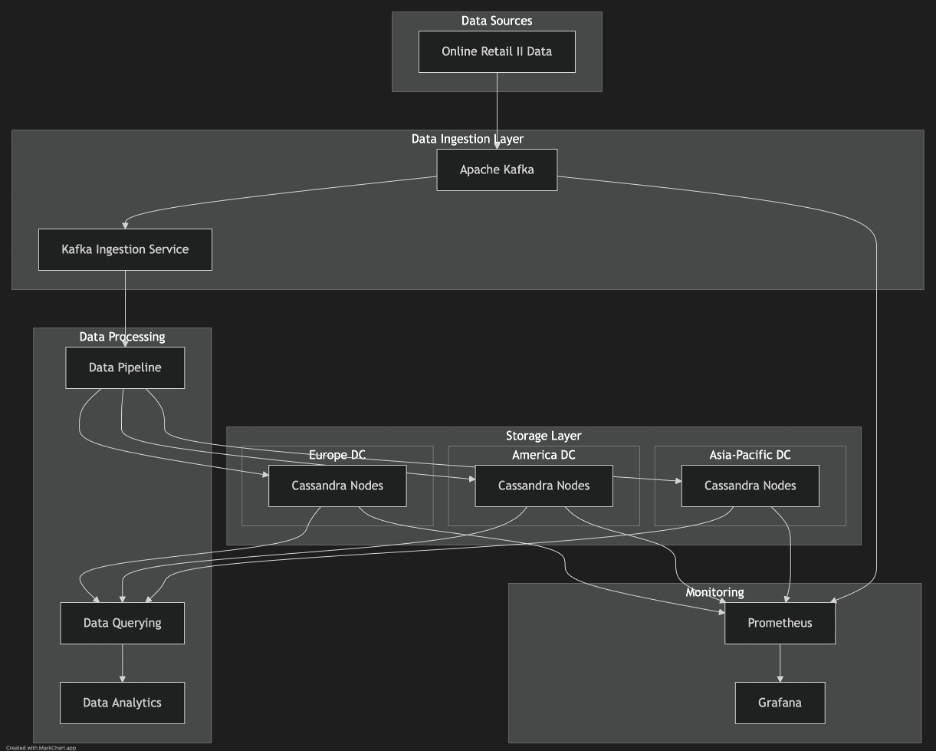 Data Sources
Online Retail II Data
Data Ingestion Layer
Apache Kafka
Kafka Ingestion Service
Data Processing
Data Pipeline
Storage Layer
Europe DC
America DC
Asia-Pacific DC
Cassandra Nodes
Cassandra Nodes
Cassandra Nodes
Monitoring
Data Querying
Prometheus
Data Analytics
Grafana
Created with MarkChart.app